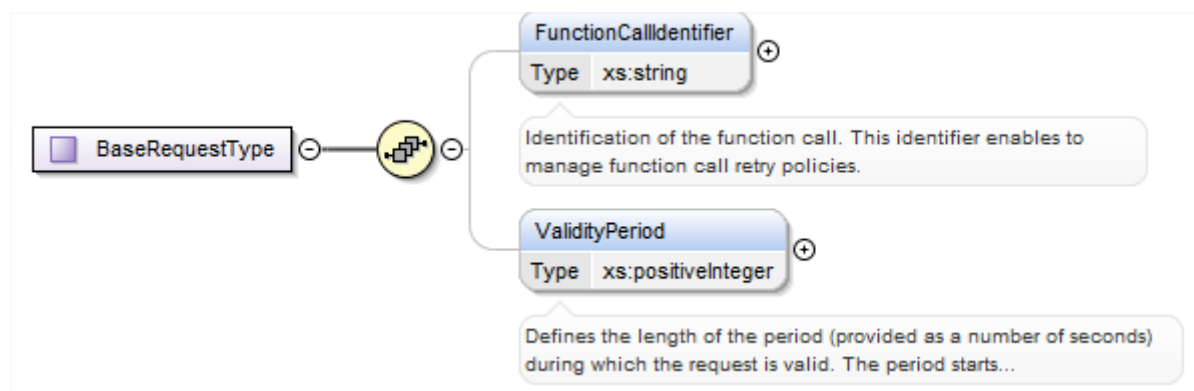 FunctionCallIdentifier
Type xs:string
Identification of the function call. This identifier enables to
manage function call retry policies.
BaseRequestType
ValidityPeriod
Type xs:positiveInteger
Defines the length of the period (provided as a number of seconds)
during which the request is valid. The period starts...